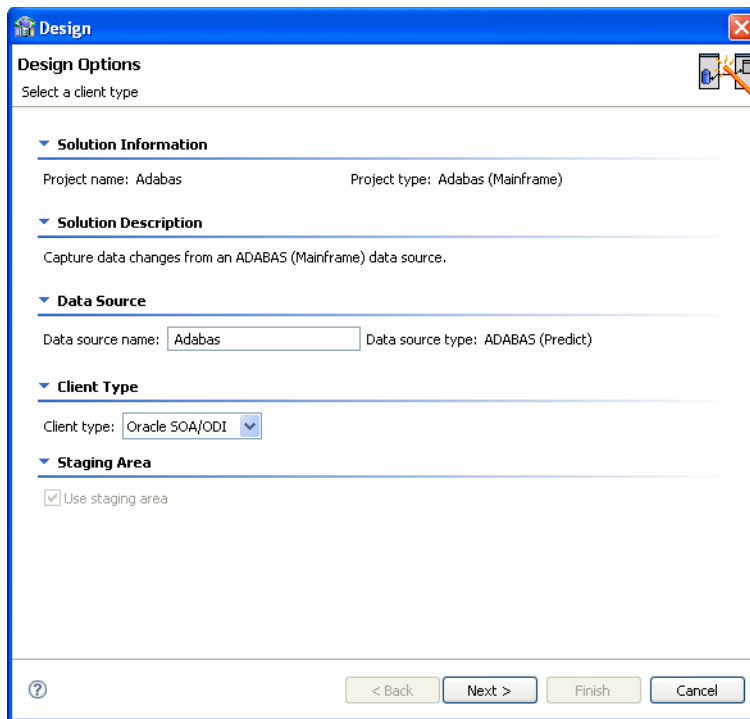 Design
Design Options
Select a client type
Solution Information
Project name: Adabas Project type: Adabas (Mainframe)
Solution Description
Capture data changes from an ADABAS (Mainframe) data source.
Data Source
Data source name: Adabas Data source type: ADABAS (Predict)
Client Type
Client type: Oracle SOA/ODI
Staging Area
Use staging area
? < Back Next > Finish Cancel